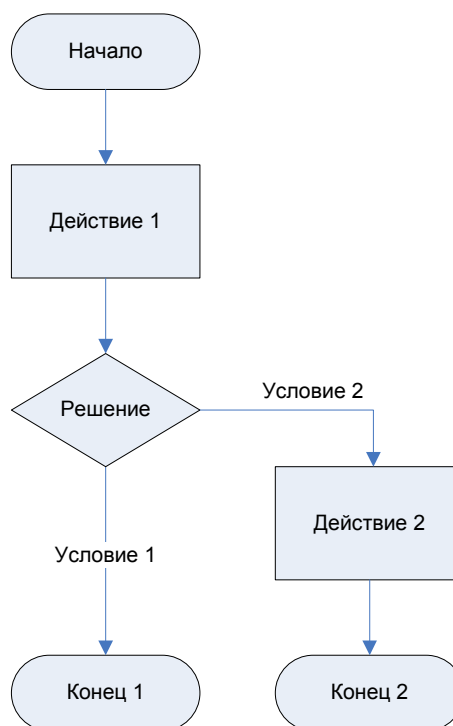 Начало
Действие 1
Решение
Условие 2
Действие 2
Условие 1
Конец 1
Конец 2